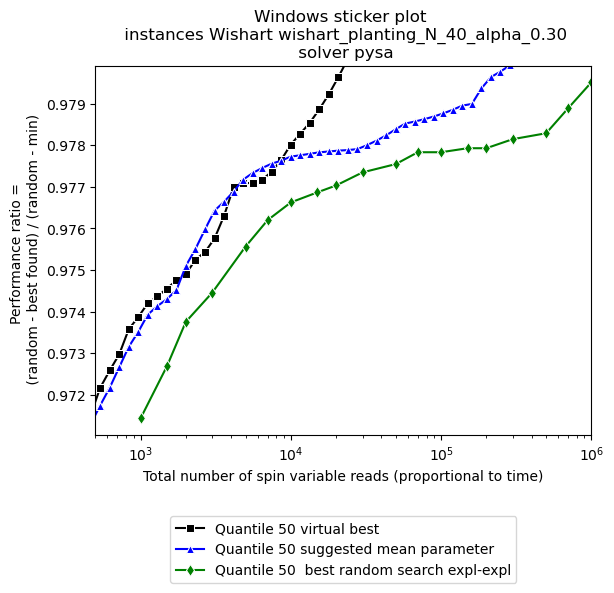 Windows sticker plot
instances Wishart wishart_planting_N_40_alpha_0.30
solver pysa
Performance ratio =
(random - best found) / (random - min)
0.979
0.978
0.977
0.976
0.975
0.974
0.973
0.972
10³
10⁴
10⁵
10⁶
Total number of spin variable reads (proportional to time)
Quantile 50 virtual best
Quantile 50 suggested mean parameter
Quantile 50  best random search expl-expl